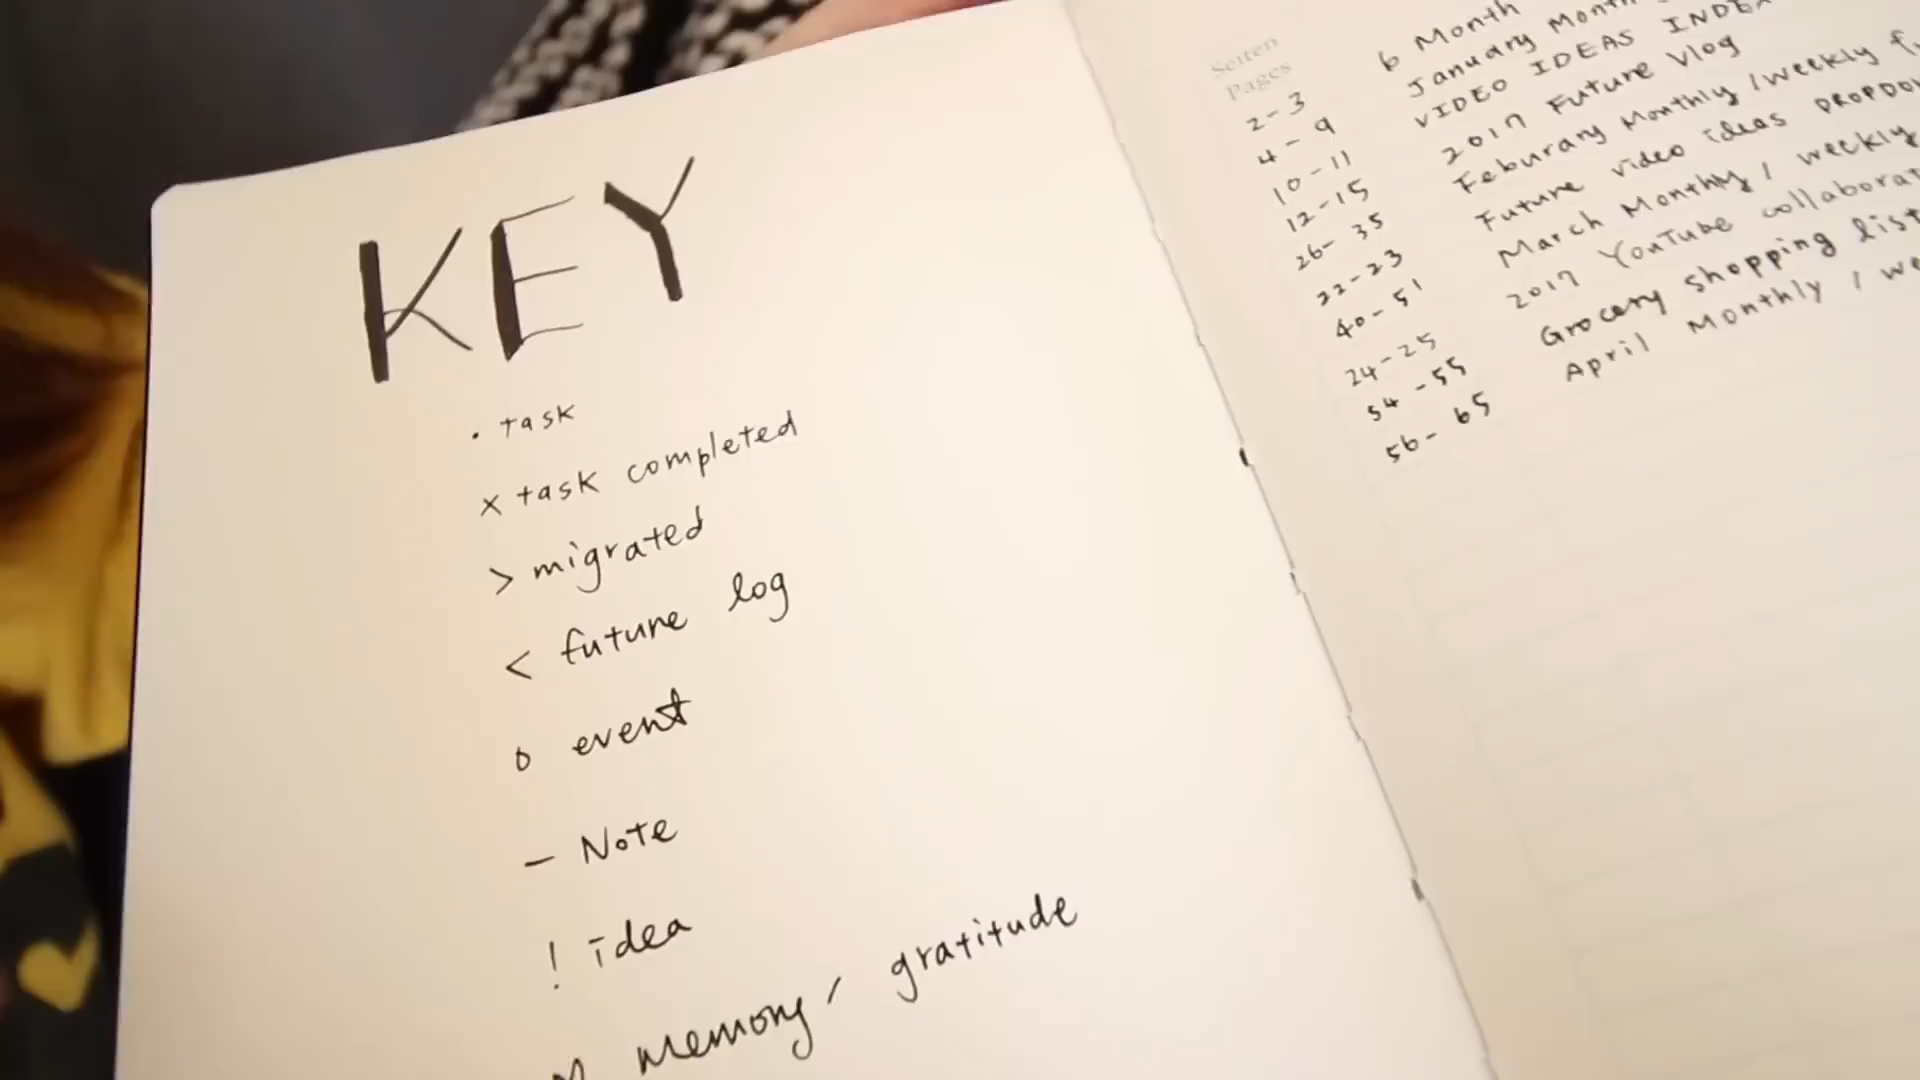 KEY
. task
x task completed
> migrated
< future log
o event
– Note
! idea
memory / gratitude
Seiten
Pages
2-3 6 Month
4-9 January Month
10-11 VIDEO IDEAS INDEX
12-15 2017 Future Vlog
26-35 Feburary Monthly / weekly
22-23 Future video ideas
40-51 March Monthly / weekly
24-25 2017 YouTube
54-55 Grocery shopping list
56-65 April Monthly /